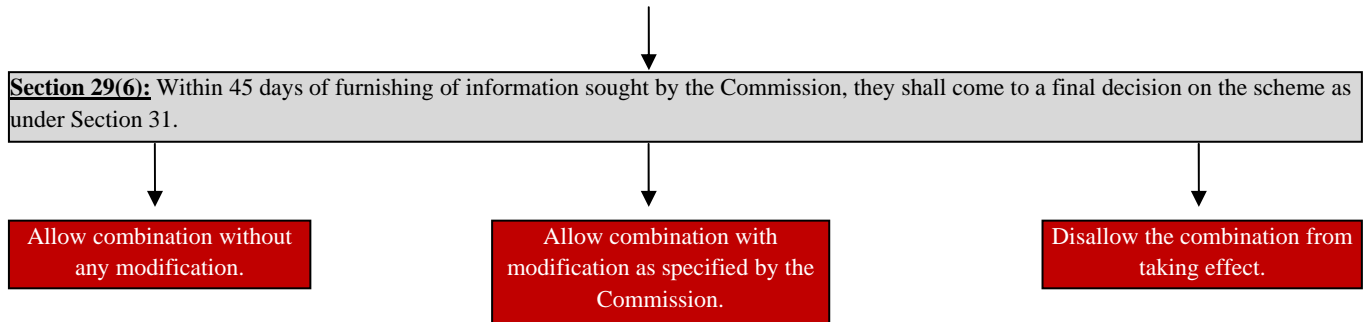 Section 29(6): Within 45 days of furnishing of information sought by the Commission, they shall come to a final decision on the scheme as
under Section 31.
Allow combination without
any modification.
Allow combination with
modification as specified by the
Commission.
Disallow the combination from
taking effect.